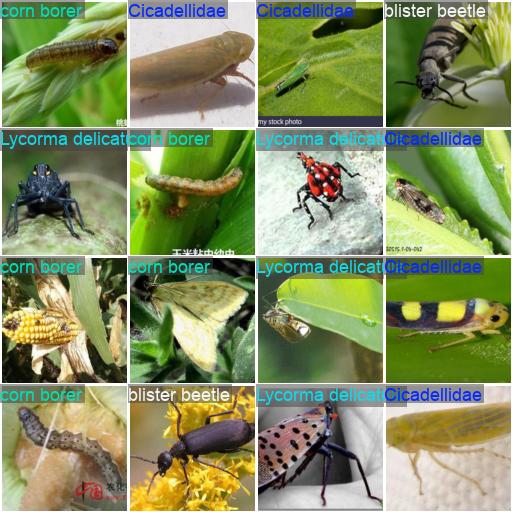 corn borer
Cicadellidae
Cicadellidae
blister beetle
my stock photo
Lycorma delicat
corn borer
Lycorma delicat
Cicadellidae
corn borer
corn borer
Lycorma delicat
Cicadellidae
corn borer
blister beetle
Lycorma delicat
Cicadellidae